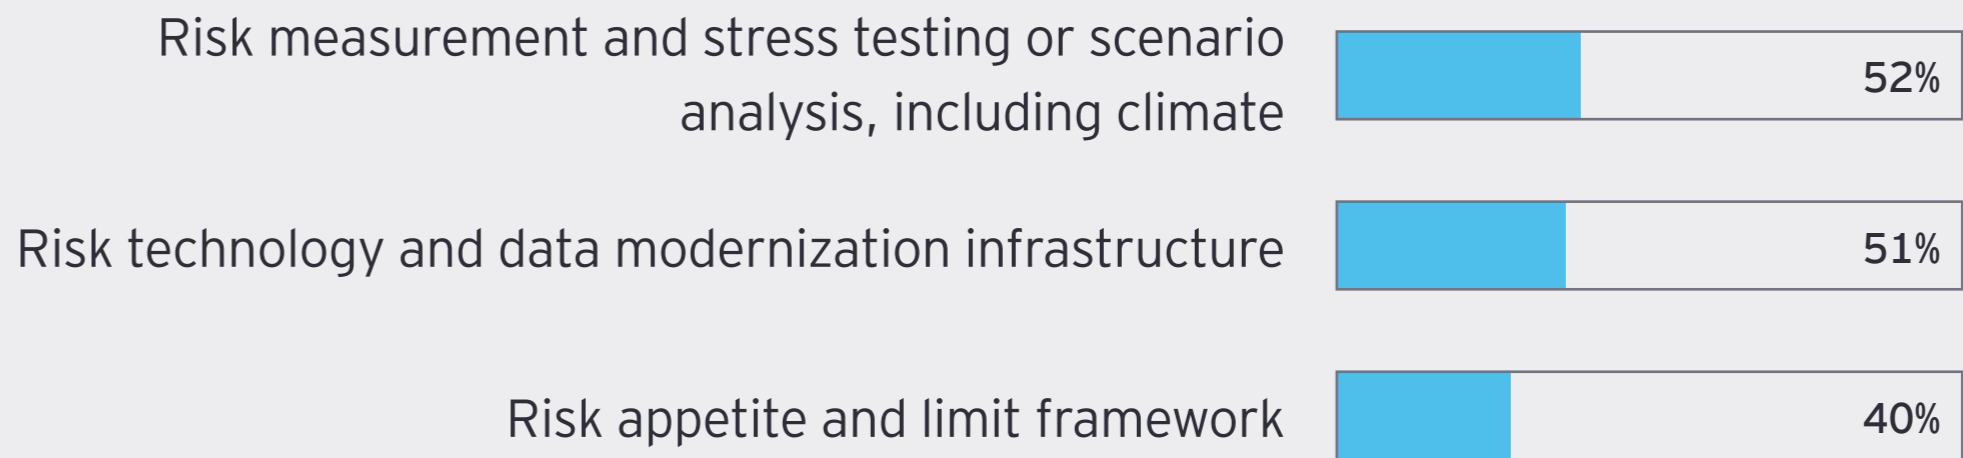 Risk measurement and stress testing or scenario
analysis, including climate
52%
Risk technology and data modernization infrastructure
51%
Risk appetite and limit framework
40%